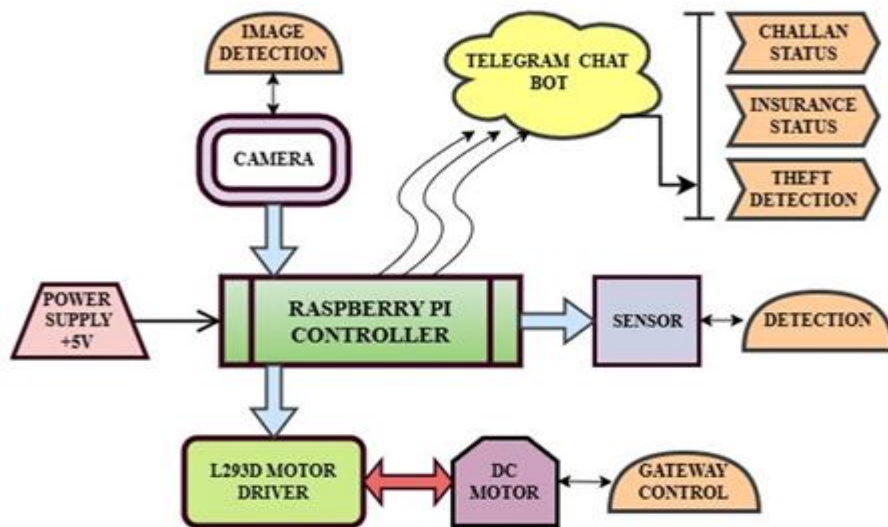 IMAGE
DETECTION
CAMERA
TELEGRAM CHAT
BOT
CHALLAN
STATUS
INSURANCE
STATUS
THEFT
DETECTION
POWER
SUPPLY
+5V
RASPBERRY PI
CONTROLLER
SENSOR
DETECTION
L293D MOTOR
DRIVER
DC
MOTOR
GATEWAY
CONTROL